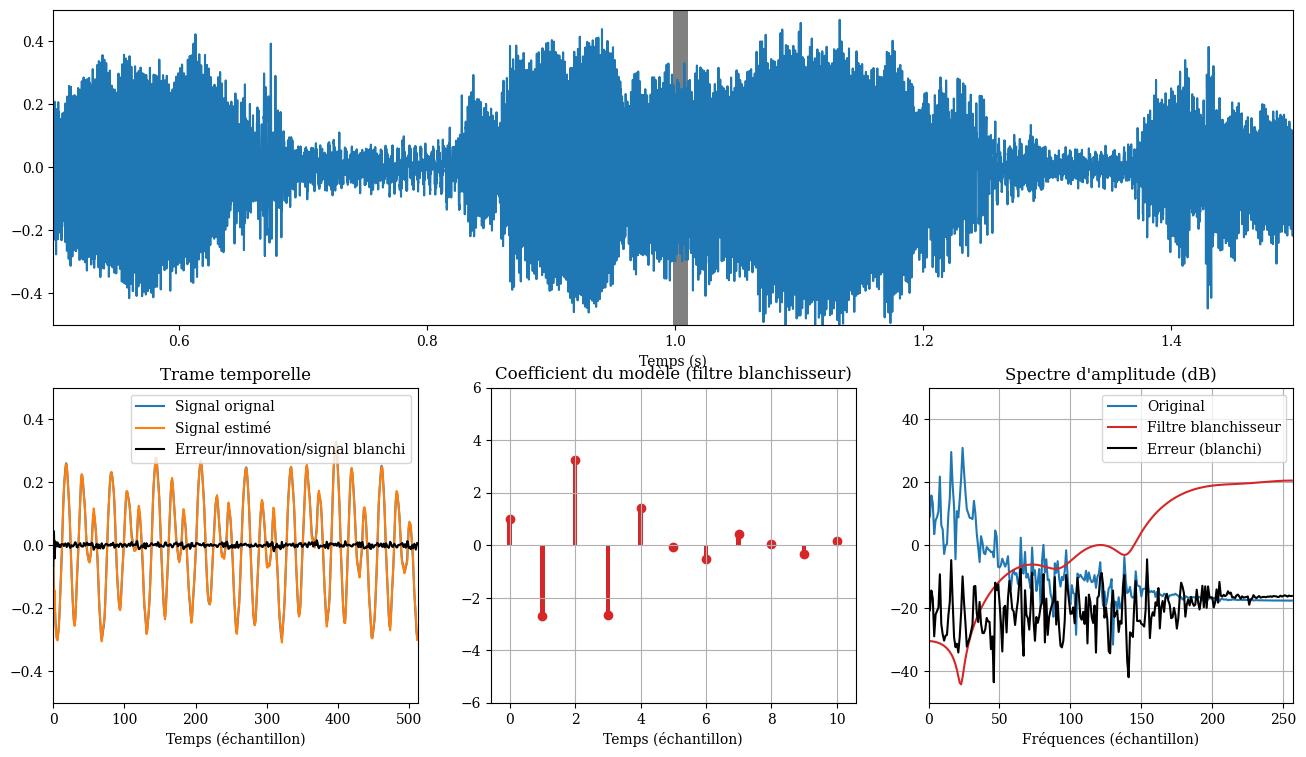 0.4
0.2
0.0
−0.2
−0.4
0.6 0.8 1.0 1.2 1.4
Temps (s)
Trame temporelle
Signal orignal
Signal estimé
Erreur/innovation/signal blanchi
0.4
0.2
0.0
−0.2
−0.4
0 100 200 300 400 500
Temps (échantillon)
Coefficient du modèle (filtre blanchisseur)
6
4
2
0
−2
−4
−6
0 2 4 6 8 10
Temps (échantillon)
Spectre d'amplitude (dB)
Original
Filtre blanchisseur
Erreur (blanchi)
40
20
0
−20
−40
0 50 100 150 200 250
Fréquences (échantillon)